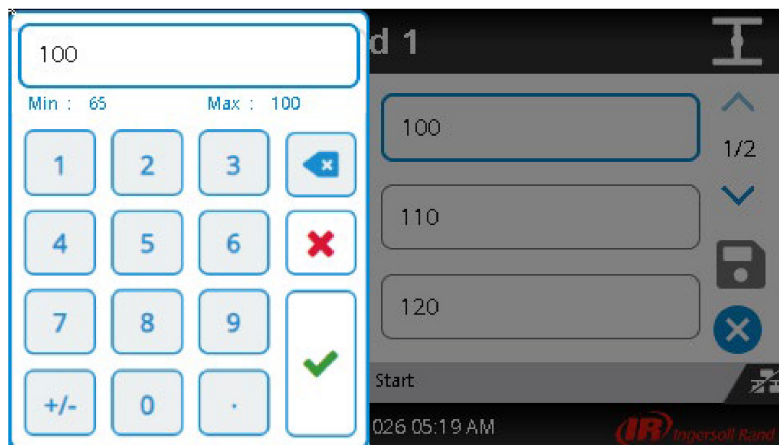 100
Min : 65 Max : 100
1 2 3
4 5 6
7 8 9
+/- 0 .
d 1
100
1/2
110
120
Start
026 05:19 AM
IR Ingersoll Rand